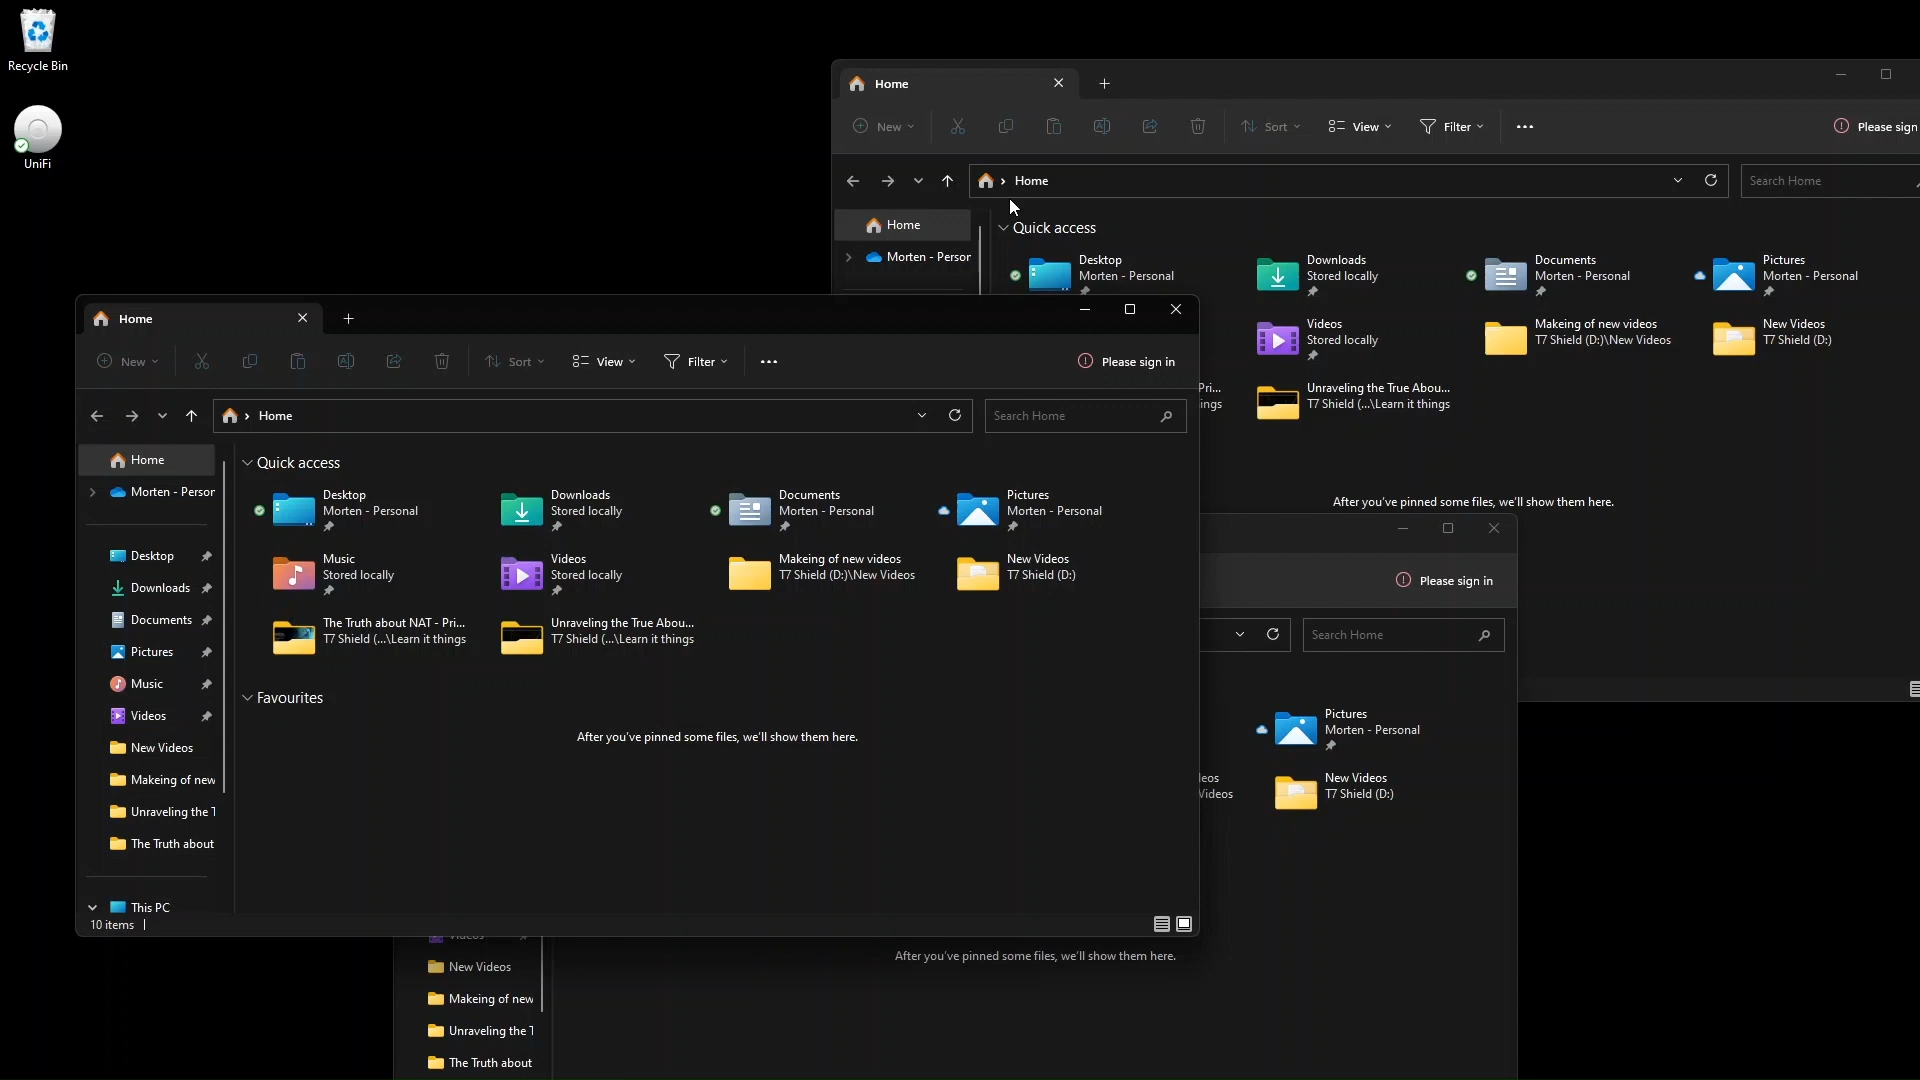 Recycle Bin
UniFi
Home
New
Sort
View
Filter
Please sign
Home
Search Home
Home
Morten - Person
Quick access
Desktop
Morten - Personal
Downloads
Stored locally
Documents
Morten - Personal
Pictures
Morten - Personal
Videos
Stored locally
Makeing of new videos
T7 Shield (D:)\New Videos
New Videos
T7 Shield (D:)
Pri...
ings
Unraveling the True Abou...
T7 Shield (...\Learn it things
After you've pinned some files, we'll show them here.
Home
New
Sort
View
Filter
Please sign in
Home
Search Home
Home
Morten - Person
Desktop
Downloads
Documents
Pictures
Music
Videos
New Videos
Makeing of new
Unraveling the T
The Truth about
This PC
10 items
Quick access
Desktop
Morten - Personal
Downloads
Stored locally
Documents
Morten - Personal
Pictures
Morten - Personal
Music
Stored locally
Videos
Stored locally
Makeing of new videos
T7 Shield (D:)\New Videos
New Videos
T7 Shield (D:)
The Truth about NAT - Pri...
T7 Shield (...\Learn it things
Unraveling the True Abou...
T7 Shield (...\Learn it things
Favourites
After you've pinned some files, we'll show them here.
Please sign in
Search Home
Pictures
Morten - Personal
eos
Videos
New Videos
T7 Shield (D:)
Videos
New Videos
Makeing of new
Unraveling the T
The Truth about
After you've pinned some files, we'll show them here.